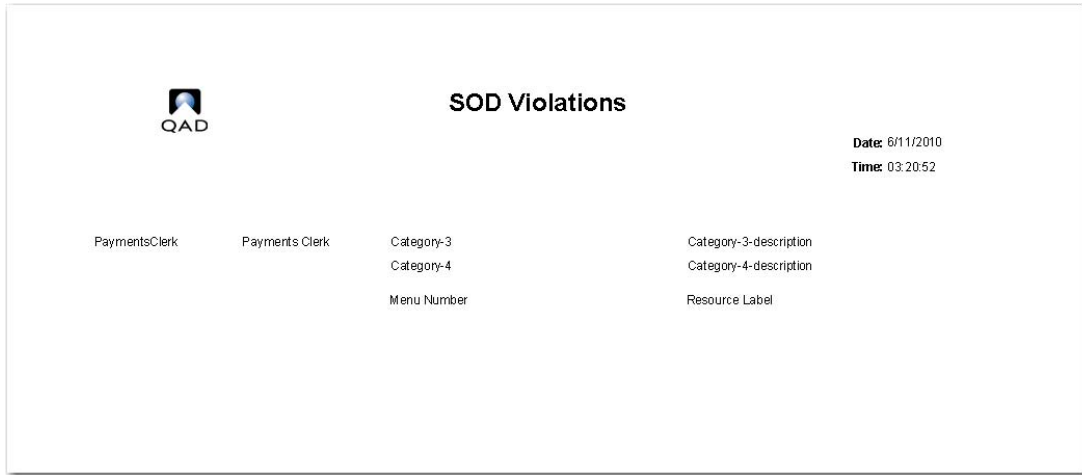 QAD
SOD Violations
Date: 6/11/2010
Time: 03:20:52
PaymentsClerk Payments Clerk Category-3 Category-3-description
Category-4 Category-4-description
Menu Number Resource Label